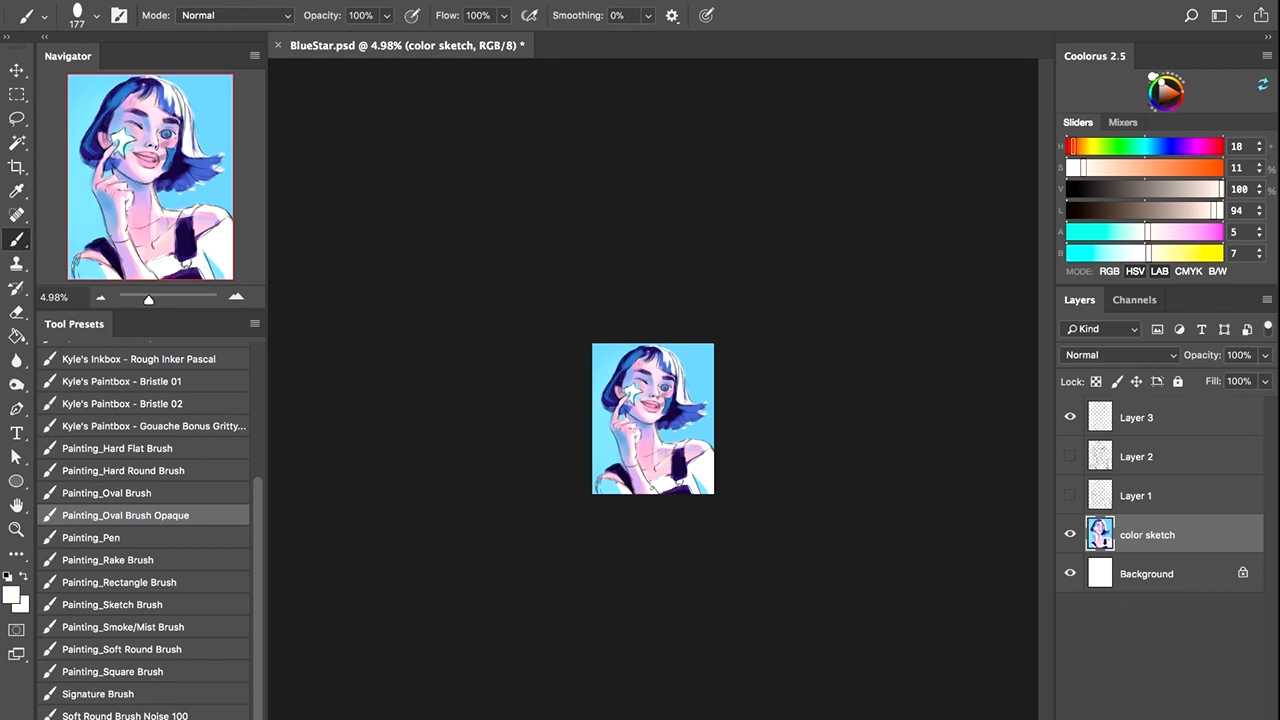 177
Mode: Normal
Opacity: 100%
Flow: 100%
Smoothing: 0%
BlueStar.psd @ 4.98% (color sketch, RGB/8) *
Navigator
4.98%
Tool Presets
Kyle's Inkbox - Rough Inker Pascal
Kyle's Paintbox - Bristle 01
Kyle's Paintbox - Bristle 02
Kyle's Paintbox - Gouache Bonus Gritty...
Painting_Hard Flat Brush
Painting_Hard Round Brush
Painting_Oval Brush
Painting_Oval Brush Opaque
Painting_Pen
Painting_Rake Brush
Painting_Rectangle Brush
Painting_Sketch Brush
Painting_Smoke/Mist Brush
Painting_Soft Round Brush
Painting_Square Brush
Signature Brush
Soft Round Brush Noise 100
Coolorus 2.5
Sliders Mixers
H 18 °
S 11 %
V 100 %
L 94
A 5
B 7
MODE: RGB HSV LAB CMYK B/W
Layers Channels
Kind
Normal Opacity: 100%
Lock: Fill: 100%
Layer 3
Layer 2
Layer 1
color sketch
Background